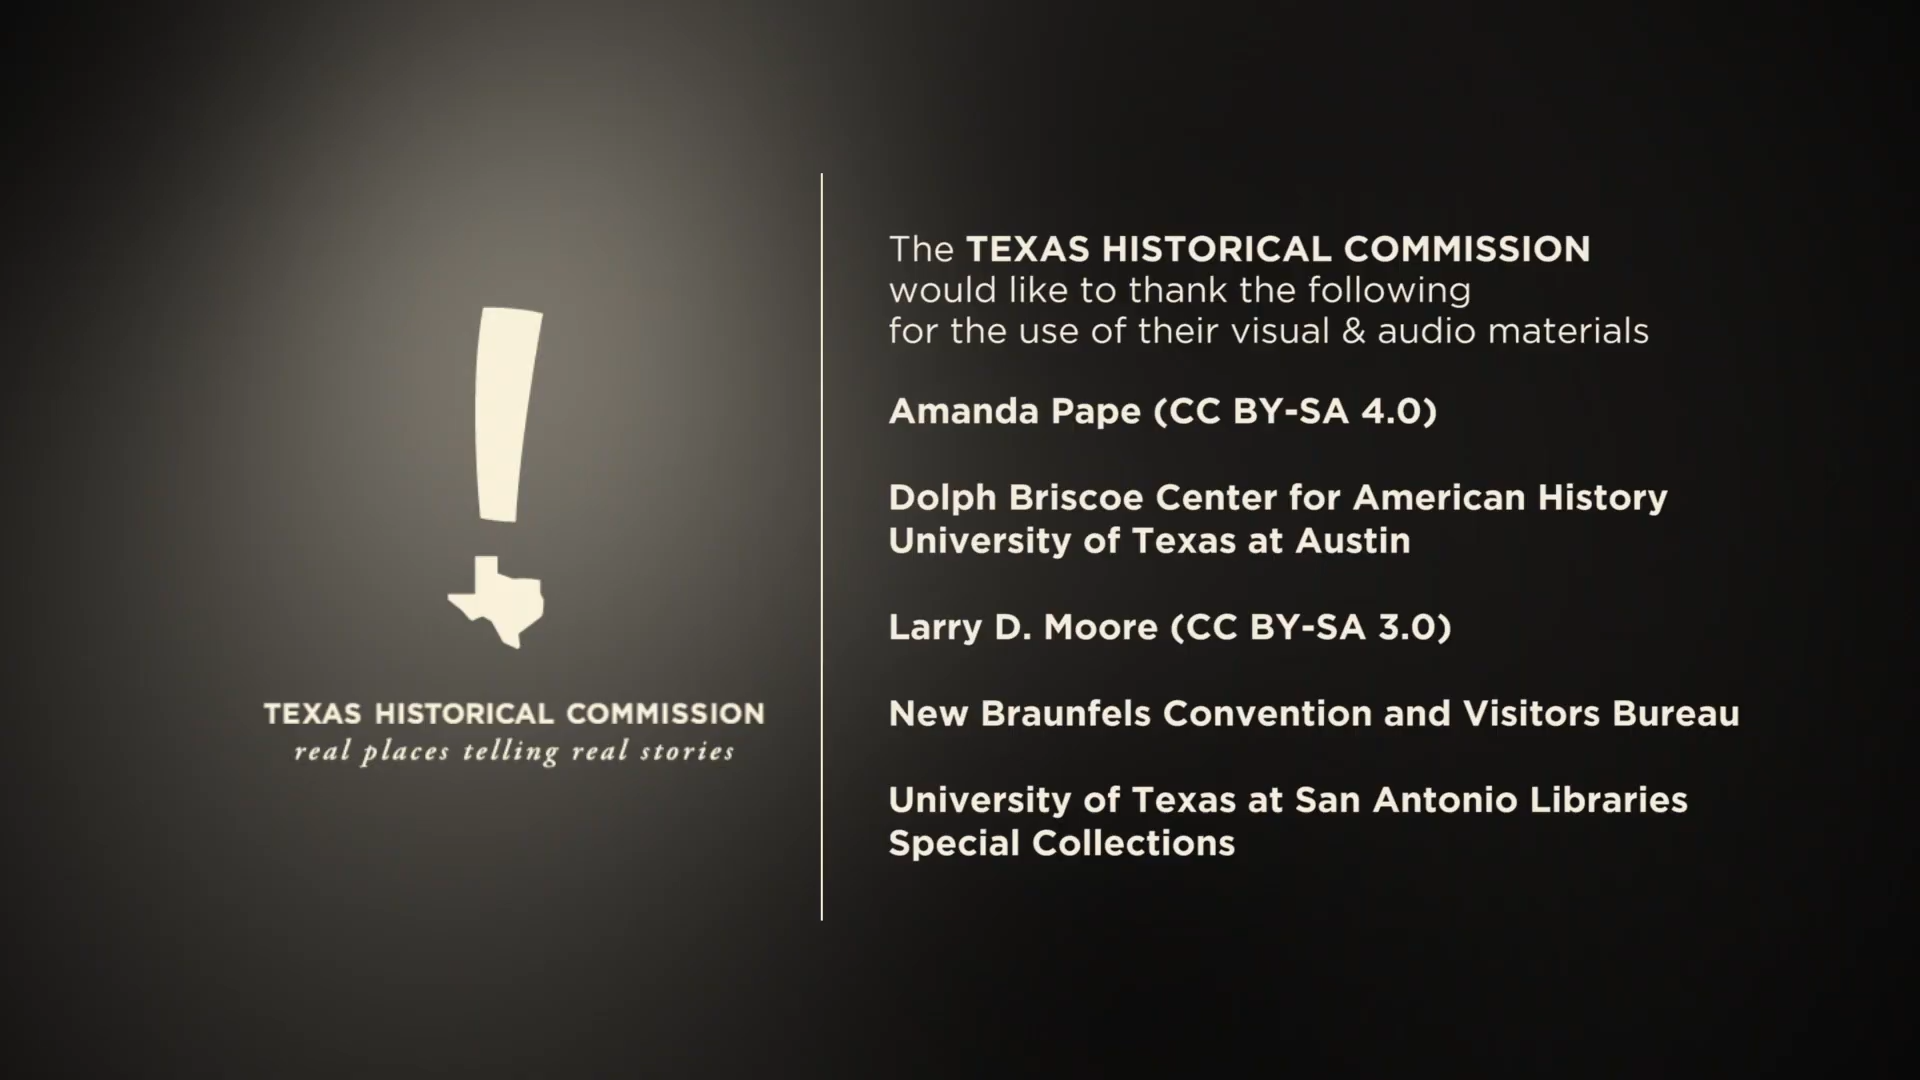 TEXAS HISTORICAL COMMISSION
real places telling real stories
The TEXAS HISTORICAL COMMISSION
would like to thank the following
for the use of their visual & audio materials
Amanda Pape (CC BY-SA 4.0)
Dolph Briscoe Center for American History
University of Texas at Austin
Larry D. Moore (CC BY-SA 3.0)
New Braunfels Convention and Visitors Bureau
University of Texas at San Antonio Libraries
Special Collections